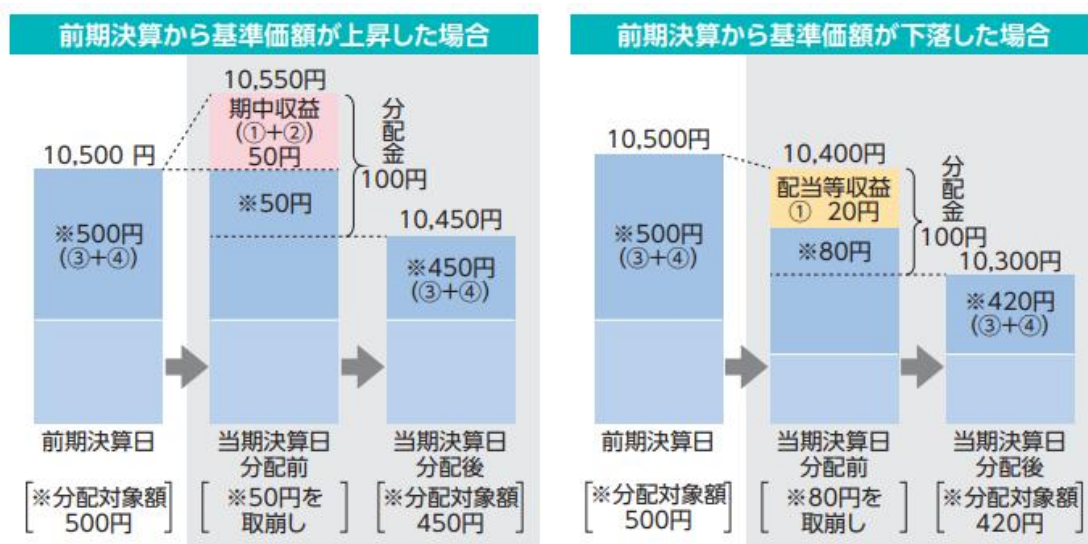 前期決算から基準価額が上昇した場合
10,550円
期中収益
(①+②)
50円
分配金
100円
10,500 円
※500円
(③+④)
※50円
10,450円
※450円
(③+④)
前期決算日
当期決算日
分配前
当期決算日
分配後
※分配対象額
500円
※50円を
取崩し
※分配対象額
450円
前期決算から基準価額が下落した場合
10,500円
10,400円
配当等収益
① 20円
分配金
100円
※500円
(③+④)
※80円
10,300円
※420円
(③+④)
前期決算日
当期決算日
分配前
当期決算日
分配後
※分配対象額
500円
※80円を
取崩し
※分配対象額
420円